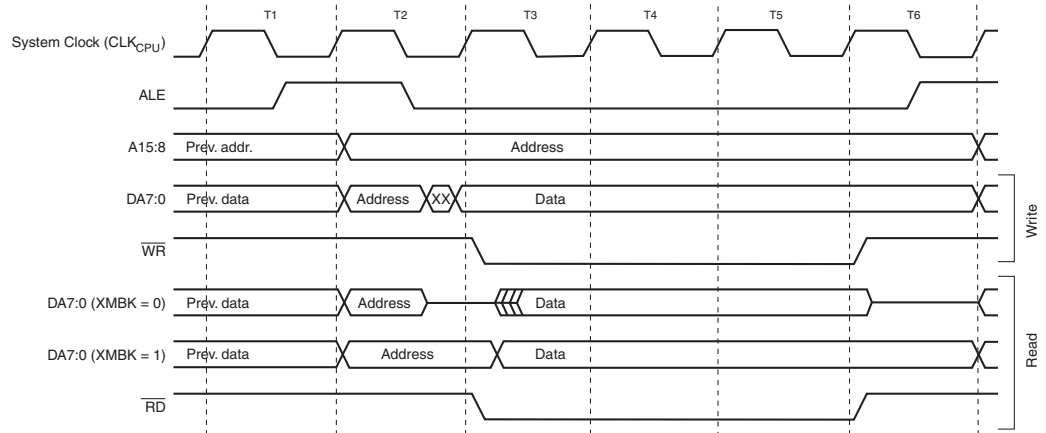 T1 T2 T3 T4 T5 T6
System Clock (CLKCPU)
ALE
A15:8 Prev. addr. Address
DA7:0 Prev. data Address XX Data
WR
Write
DA7:0 (XMBK = 0) Prev. data Address Data
DA7:0 (XMBK = 1) Prev. data Address Data
RD
Read